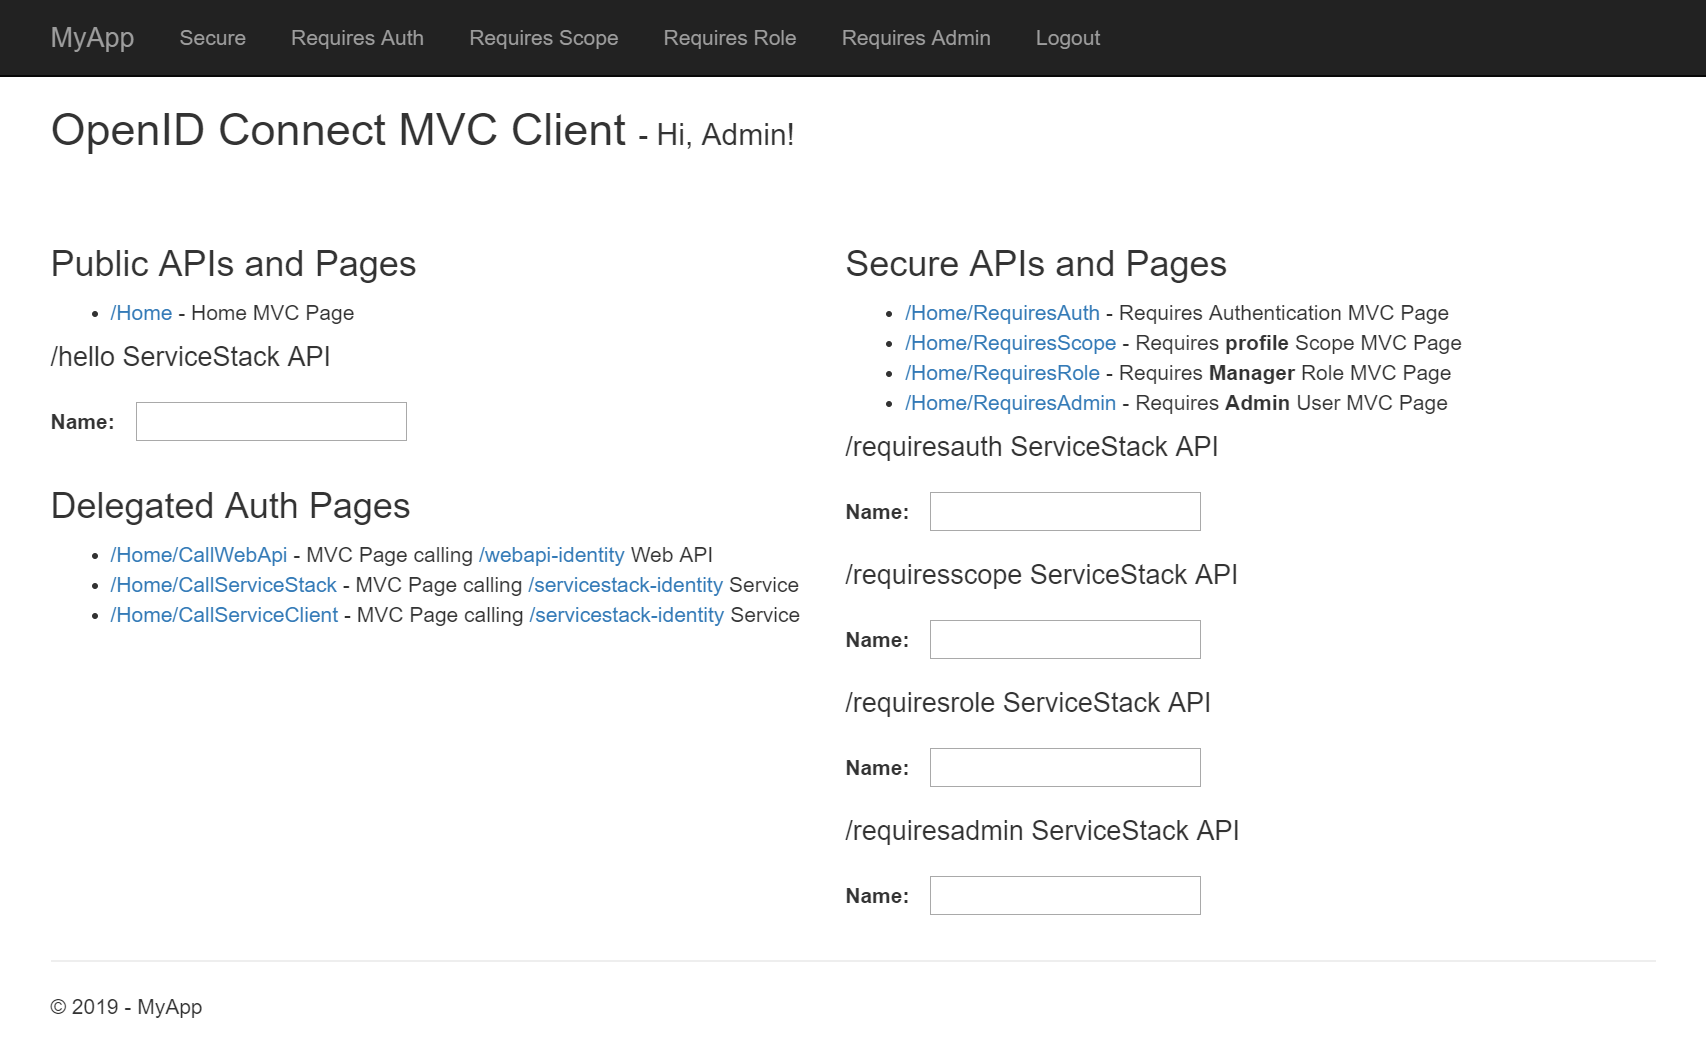 MyApp Secure Requires Auth Requires Scope Requires Role Requires Admin Logout
OpenID Connect MVC Client - Hi, Admin!
Public APIs and Pages
/Home - Home MVC Page
/hello ServiceStack API
Name:
Delegated Auth Pages
/Home/CallWebApi - MVC Page calling /webapi-identity Web API
/Home/CallServiceStack - MVC Page calling /servicestack-identity Service
/Home/CallServiceClient - MVC Page calling /servicestack-identity Service
Secure APIs and Pages
/Home/RequiresAuth - Requires Authentication MVC Page
/Home/RequiresScope - Requires profile Scope MVC Page
/Home/RequiresRole - Requires Manager Role MVC Page
/Home/RequiresAdmin - Requires Admin User MVC Page
/requiresauth ServiceStack API
Name:
/requiresscope ServiceStack API
Name:
/requiresrole ServiceStack API
Name:
/requiresadmin ServiceStack API
Name:
© 2019 - MyApp